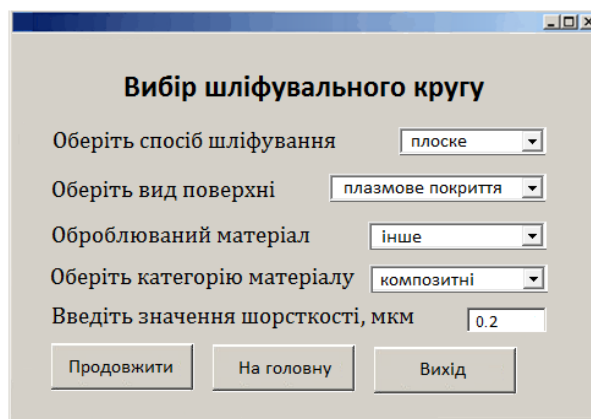 Вибір шліфувального кругу
Оберіть спосіб шліфування плоске
Оберіть вид поверхні плазмове покриття
Оброблюваний матеріал інше
Оберіть категорію матеріалу композитні
Введіть значення шорсткості, мкм 0.2
Продовжити На головну Вихід